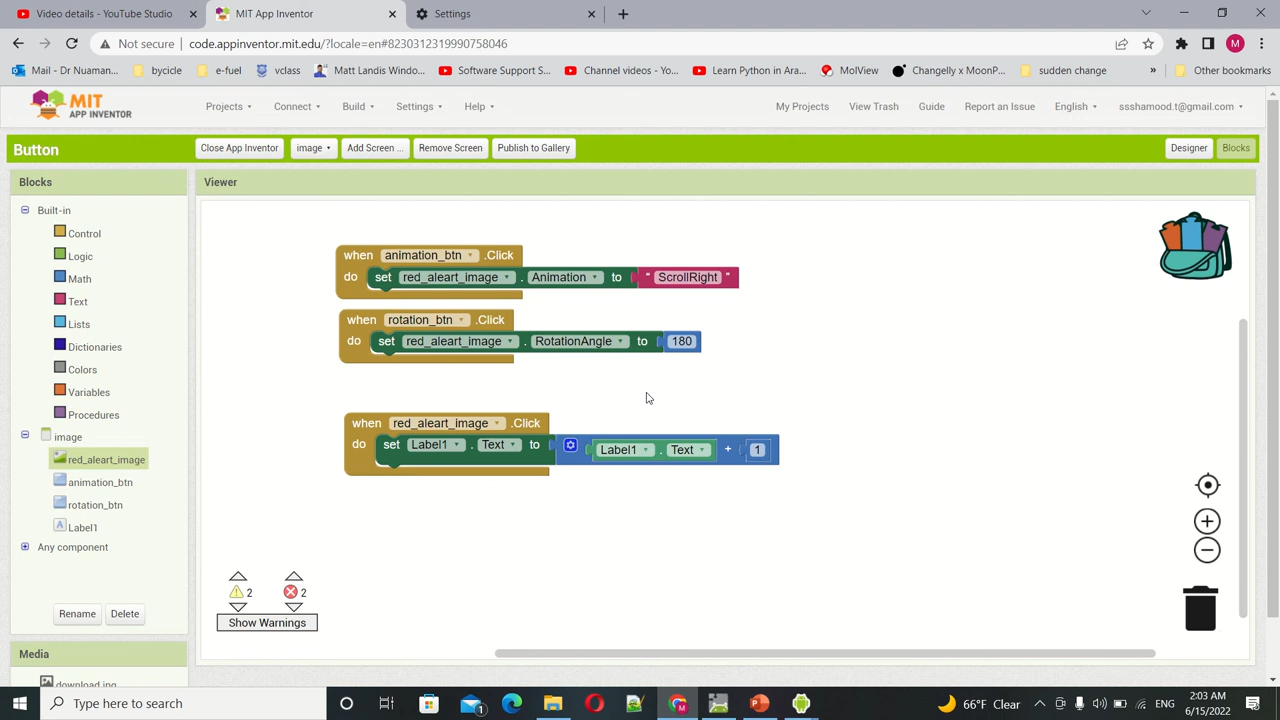 Video details - YouTube Studio
MIT App Inventor
Settings
Not secure
code.appinventor.mit.edu/?locale=en#8230312319990758046
M
Mail - Dr Nuaman...
bycicle
e-fuel
vclass
Matt Landis Windo...
Software Support S...
Channel videos - Yo...
Learn Python in Ara...
MolView
Changelly x MoonP...
sudden change
»
Other bookmarks
MIT
APP INVENTOR
Projects
Connect
Build
Settings
Help
My Projects
View Trash
Guide
Report an Issue
English
ssshamood.t@gmail.com
Button
Close App Inventor
image
Add Screen ...
Remove Screen
Publish to Gallery
Designer
Blocks
Blocks
Viewer
Built-in
Control
Logic
Math
Text
Lists
Dictionaries
Colors
Variables
Procedures
image
red_aleart_image
animation_btn
rotation_btn
A Label1
Any component
Rename
Delete
Media
download.jpg
when animation_btn .Click
do set red_aleart_image . Animation to " ScrollRight "
when rotation_btn .Click
do set red_aleart_image . RotationAngle to 180
when red_aleart_image .Click
do set Label1 . Text to Label1 . Text + 1
2
2
Show Warnings
Type here to search
1
66°F Clear
ENG
2:03 AM
6/15/2022